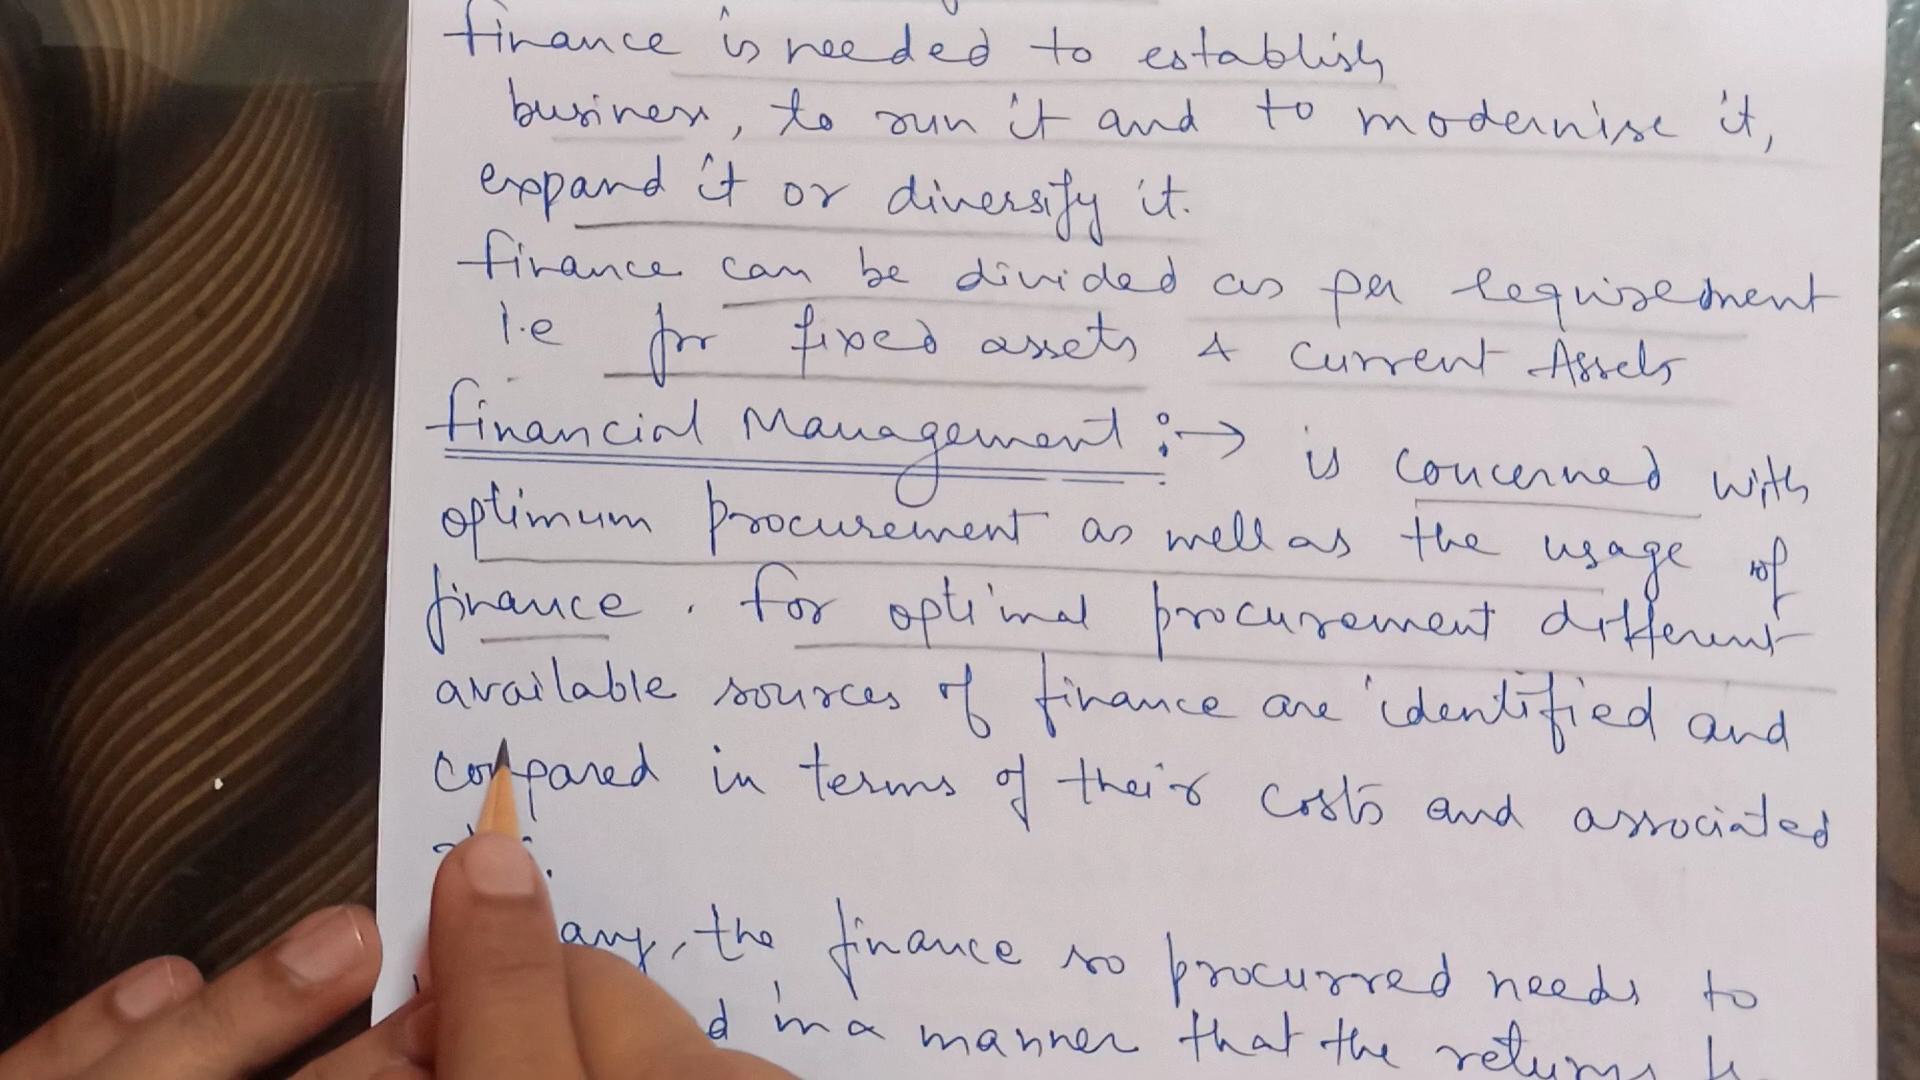 finance is needed to establish
business, to run it and to modernise it,
expand it or diversify it.
finance can be divided as per requirement
i.e for fixed assets & current Assets
financial Management :→ is concerned with
optimum procurement as well as the usage of
finance. for optimal procurement different
available sources of finance are identified and
compared in terms of their costs and associated
the finance so procurred needs to
in a manner that the returns